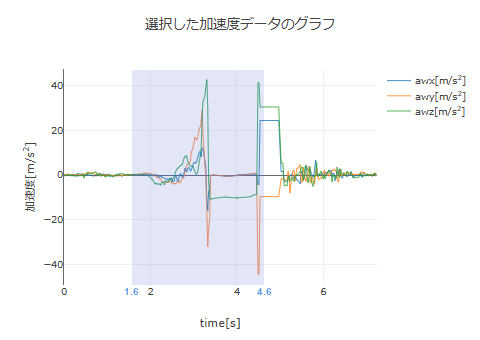 選択した加速度データのグラフ
awx[m/s²]
awy[m/s²]
awz[m/s²]
加速度[m/s²]
40
20
0
−20
−40
0 1.6 2 4 4.6 6
time[s]